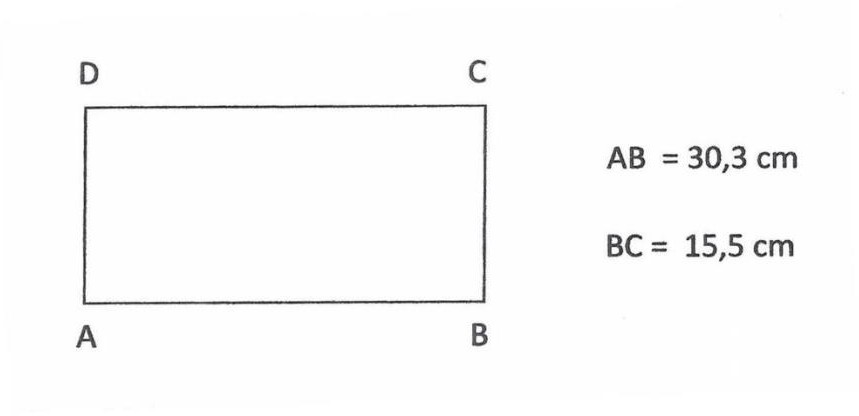 D C
AB = 30,3 cm
BC = 15,5 cm
A B